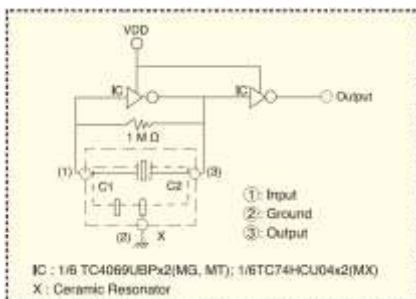 VDD
IC
IC
Output
1 M Ω
(1)
C1
C2
(3)
(2)
X
①: Input
②: Ground
③: Output
IC : 1/6 TC4069UBPx2(MG, MT); 1/6TC74HCU04x2(MX)
X : Ceramic Resonator